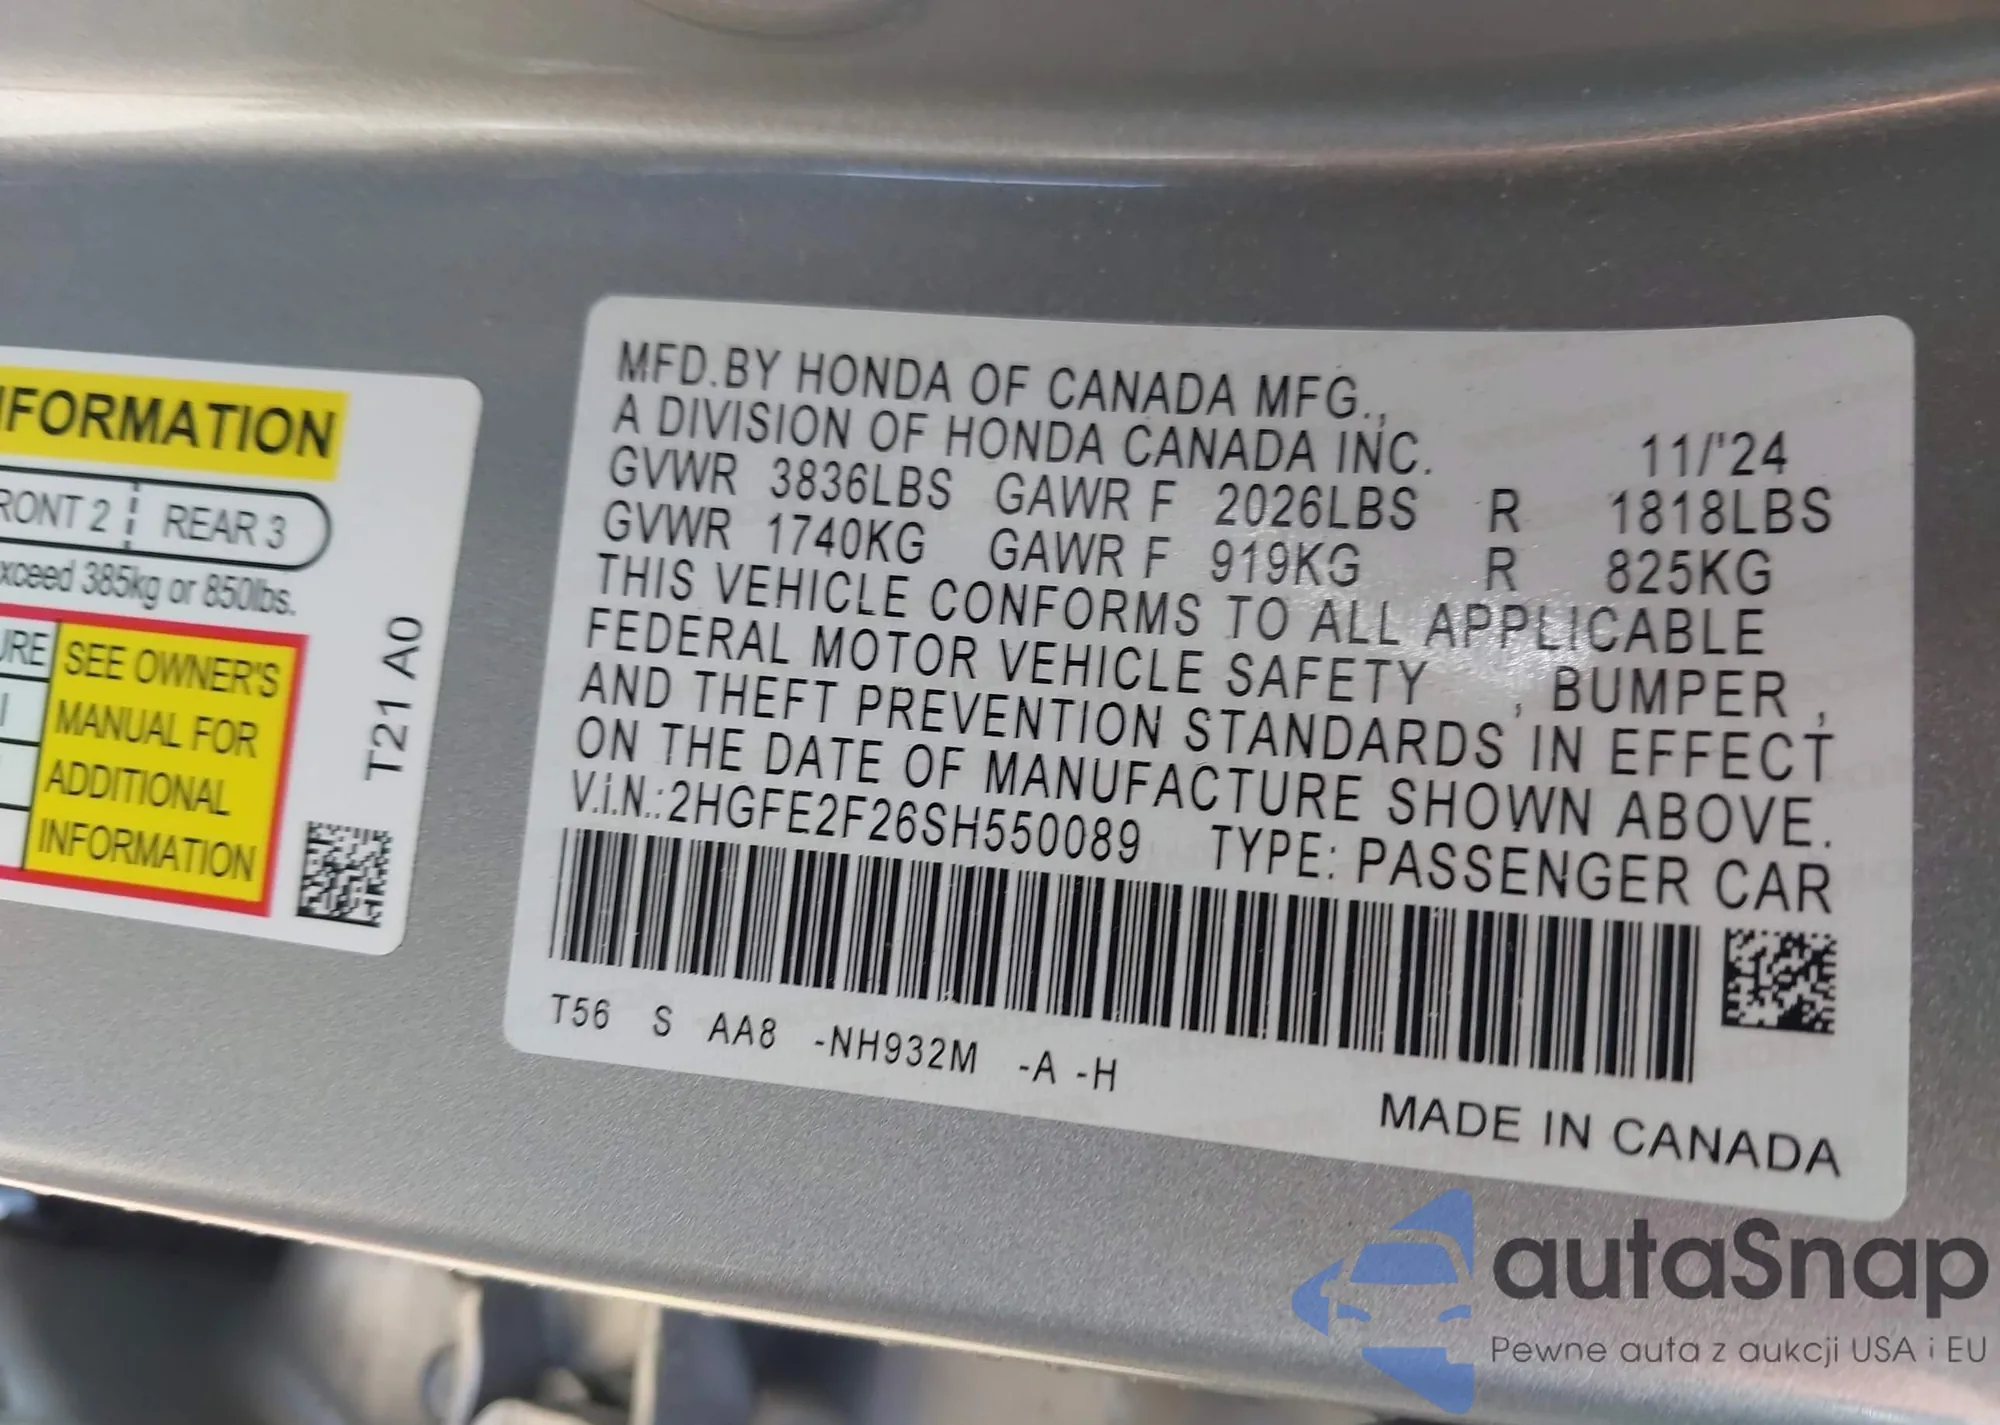 NFORMATION
RONT 2 REAR 3
xceed 385kg or 850lbs.
URE
SEE OWNER'S
MANUAL FOR
ADDITIONAL
INFORMATION
T21 A0
MFD.BY HONDA OF CANADA MFG.,
A DIVISION OF HONDA CANADA INC. 11/'24
GVWR 3836LBS GAWR F 2026LBS R 1818LBS
GVWR 1740KG GAWR F 919KG R 825KG
THIS VEHICLE CONFORMS TO ALL APPLICABLE
FEDERAL MOTOR VEHICLE SAFETY , BUMPER ,
AND THEFT PREVENTION STANDARDS IN EFFECT
ON THE DATE OF MANUFACTURE SHOWN ABOVE.
V.i.N.:2HGFE2F26SH550089 TYPE: PASSENGER CAR
T56 S AA8 -NH932M -A -H
MADE IN CANADA
autaSnap
Pewne auta z aukcji USA i EU